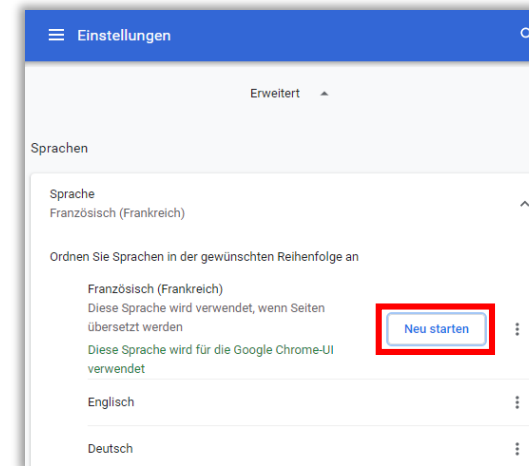 Einstellungen
Erweitert
Sprachen
Sprache
Französisch (Frankreich)
Ordnen Sie Sprachen in der gewünschten Reihenfolge an
Französisch (Frankreich)
Diese Sprache wird verwendet, wenn Seiten
übersetzt werden
Neu starten
Diese Sprache wird für die Google Chrome-UI
verwendet
Englisch
Deutsch